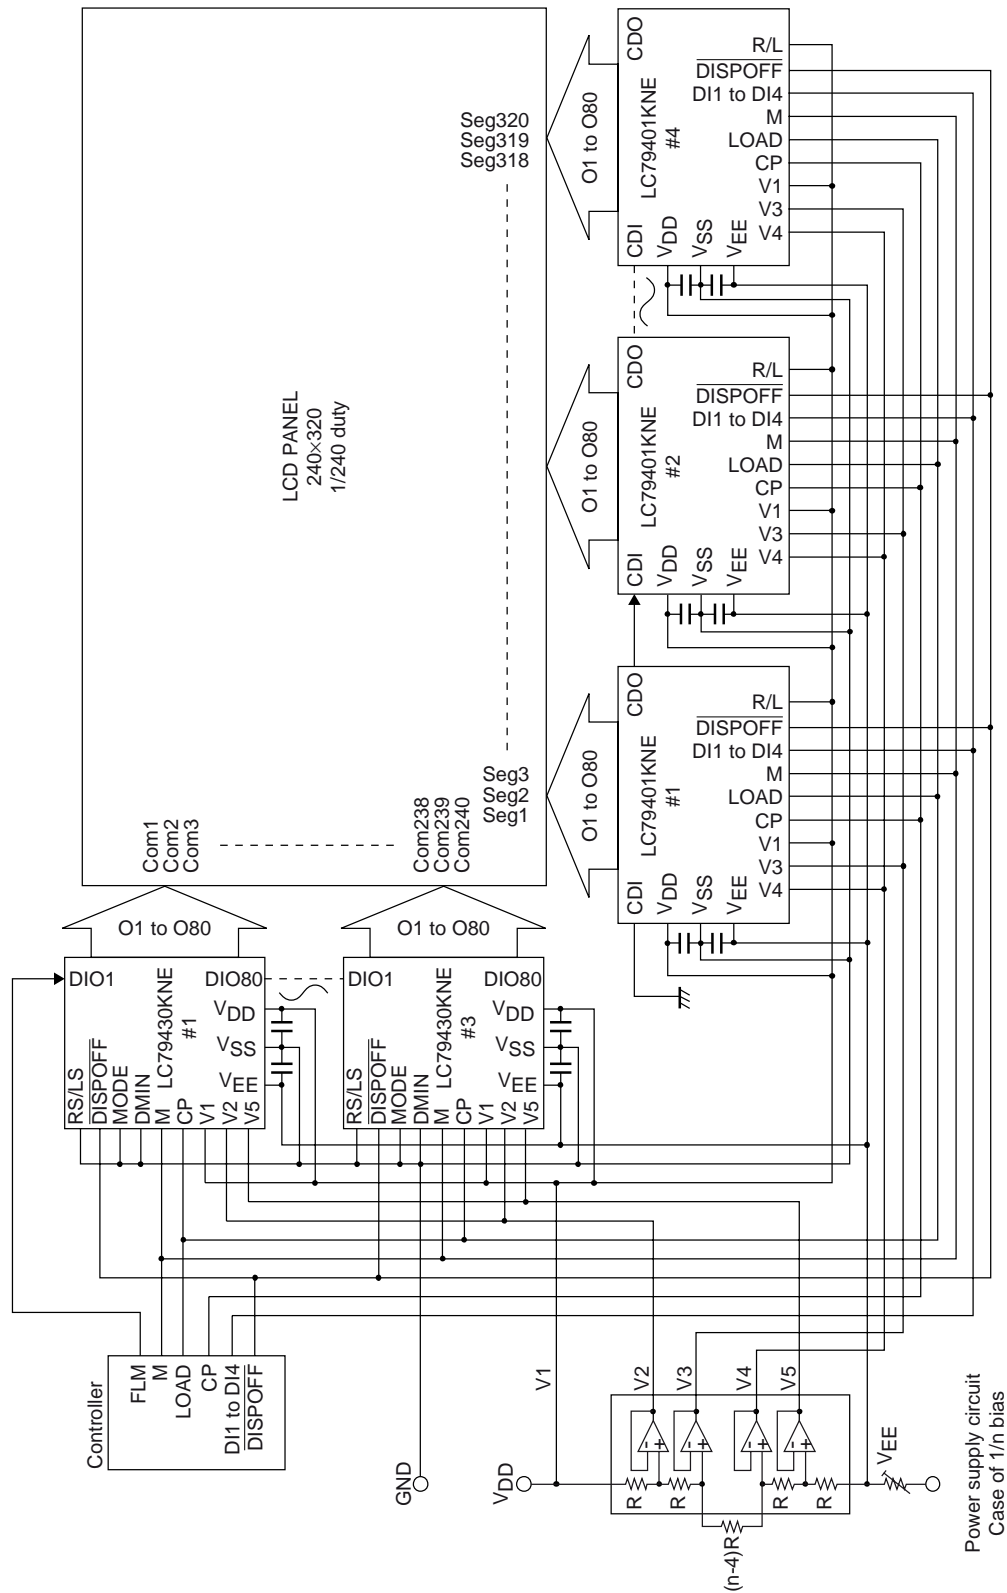 LCD PANEL
240×320
1/240 duty
Com1
Com2
Com3
Com238
Com239
Com240
Seg1
Seg2
Seg3
Seg318
Seg319
Seg320
O1 to O80
DIO1
DIO80
LC79430KNE
#1
VDD
VSS
VEE
RS/LS
DISPOFF
MODE
DMIN
M
CP
V1
V2
V5
O1 to O80
DIO1
DIO80
LC79430KNE
#3
VDD
VSS
VEE
RS/LS
DISPOFF
MODE
DMIN
M
CP
V1
V2
V5
O1 to O80
CDI
CDO
LC79401KNE
#1
VDD
VSS
VEE
R/L
DISPOFF
DI1 to DI4
M
LOAD
CP
V1
V3
V4
O1 to O80
CDI
CDO
LC79401KNE
#2
VDD
VSS
VEE
R/L
DISPOFF
DI1 to DI4
M
LOAD
CP
V1
V3
V4
O1 to O80
CDI
CDO
LC79401KNE
#4
VDD
VSS
VEE
R/L
DISPOFF
DI1 to DI4
M
LOAD
CP
V1
V3
V4
Controller
FLM
M
LOAD
CP
DI1 to DI4
DISPOFF
GND
VDD
V1
V2
V3
V4
V5
- +
- +
- +
- +
R
R
(n-4)R
R
R
VEE
Power supply circuit
Case of 1/n bias